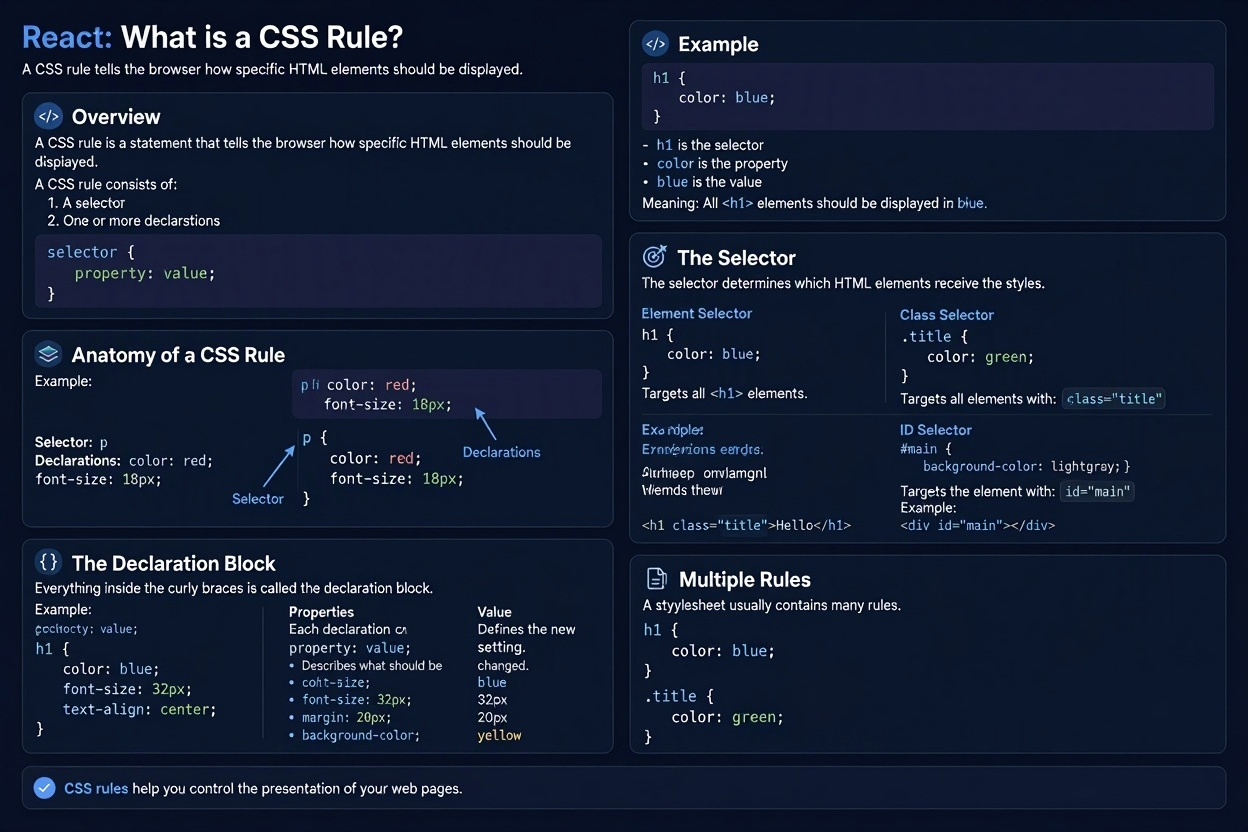 React: What is a CSS Rule?
A CSS rule tells the browser how specific HTML elements should be displayed.
</> Overview
A CSS rule is a statement that tells the browser how specific HTML elements should be
displayed.
A CSS rule consists of:
1. A selector
2. One or more declarstions
selector {
property: value;
}
Anatomy of a CSS Rule
Example:
color: red;
font-size: 18px;
Selector: p
Declarations: color: red;
font-size: 18px;
p {
color: red;
font-size: 18px;
}
Selector
Declarations
{} The Declaration Block
Everything inside the curly braces is called the declaration block.
Example:
value;
h1 {
color: blue;
font-size: 32px;
text-align: center;
}
Properties
Each declaration
property: value;
• Describes what should be
• font-size: 32px;
• margin: 20px;
• background-color;
Value
Defines the new
setting.
changed.
blue
32px
20px
yellow
</> Example
h1 {
color: blue;
}
- h1 is the selector
• color is the property
• blue is the value
Meaning: All <h1> elements should be displayed in blue.
The Selector
The selector determines which HTML elements receive the styles.
Element Selector
h1 {
color: blue;
}
Targets all <h1> elements.
Class Selector
.title {
color: green;
}
Targets all elements with: class="title"
<h1 class="title">Hello</h1>
ID Selector
#main {
background-color: lightgray; }
Targets the element with: id="main"
Example:
<div id="main"></div>
Multiple Rules
A styylesheet usually contains many rules.
h1 {
color: blue;
}
.title {
color: green;
}
CSS rules help you control the presentation of your web pages.